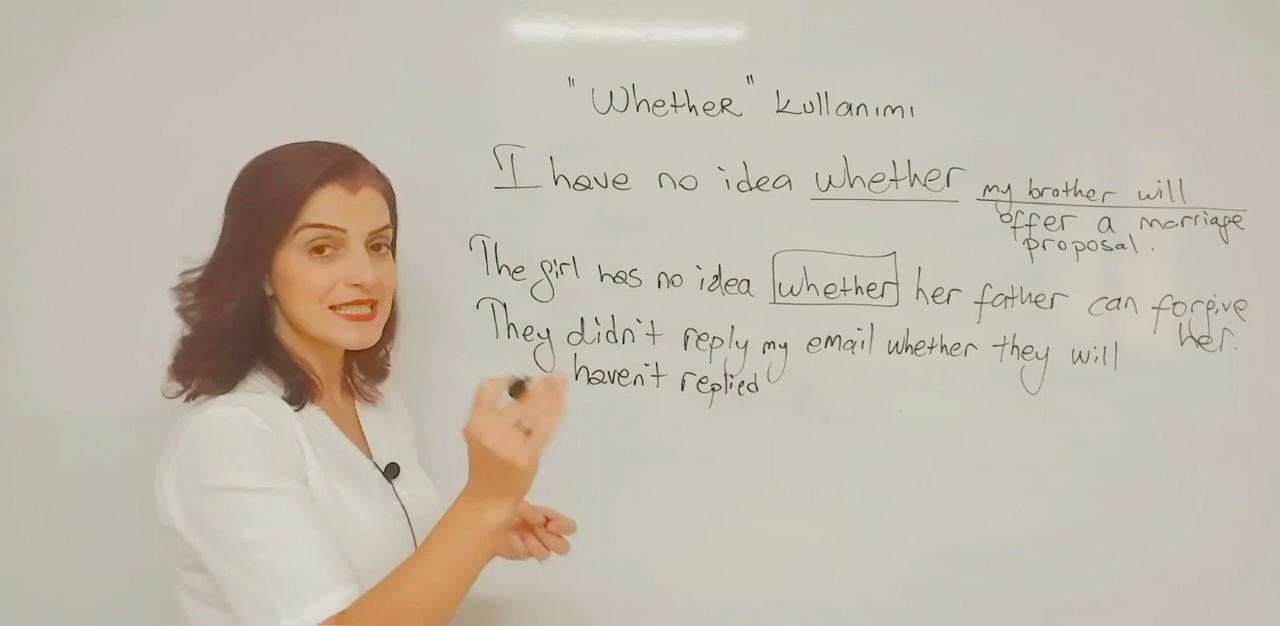 "Whether" kullanımı
I have no idea whether my brother will
offer a marriage
proposal.
The girl has no idea whether her father can forgive
her.
They didn't reply my email whether they will
haven't replied